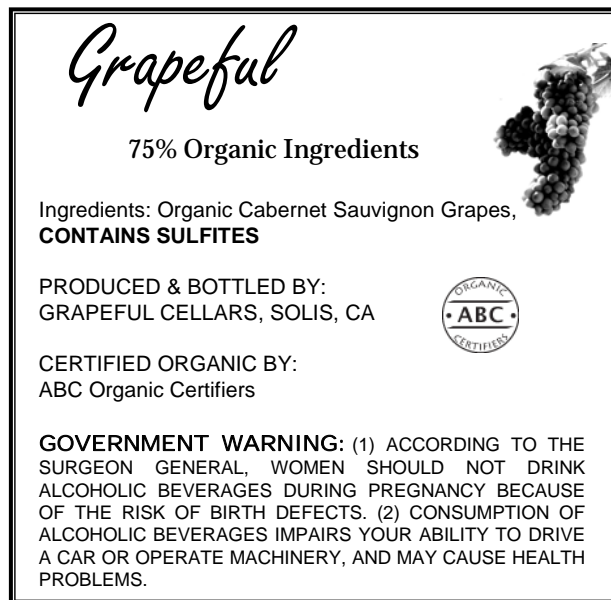 Grapeful
75% Organic Ingredients
Ingredients: Organic Cabernet Sauvignon Grapes,
CONTAINS SULFITES
PRODUCED & BOTTLED BY:
GRAPEFUL CELLARS, SOLIS, CA
ORGANIC
• ABC •
CERTIFIERS
CERTIFIED ORGANIC BY:
ABC Organic Certifiers
GOVERNMENT WARNING: (1) ACCORDING TO THE
SURGEON GENERAL, WOMEN SHOULD NOT DRINK
ALCOHOLIC BEVERAGES DURING PREGNANCY BECAUSE
OF THE RISK OF BIRTH DEFECTS. (2) CONSUMPTION OF
ALCOHOLIC BEVERAGES IMPAIRS YOUR ABILITY TO DRIVE
A CAR OR OPERATE MACHINERY, AND MAY CAUSE HEALTH
PROBLEMS.